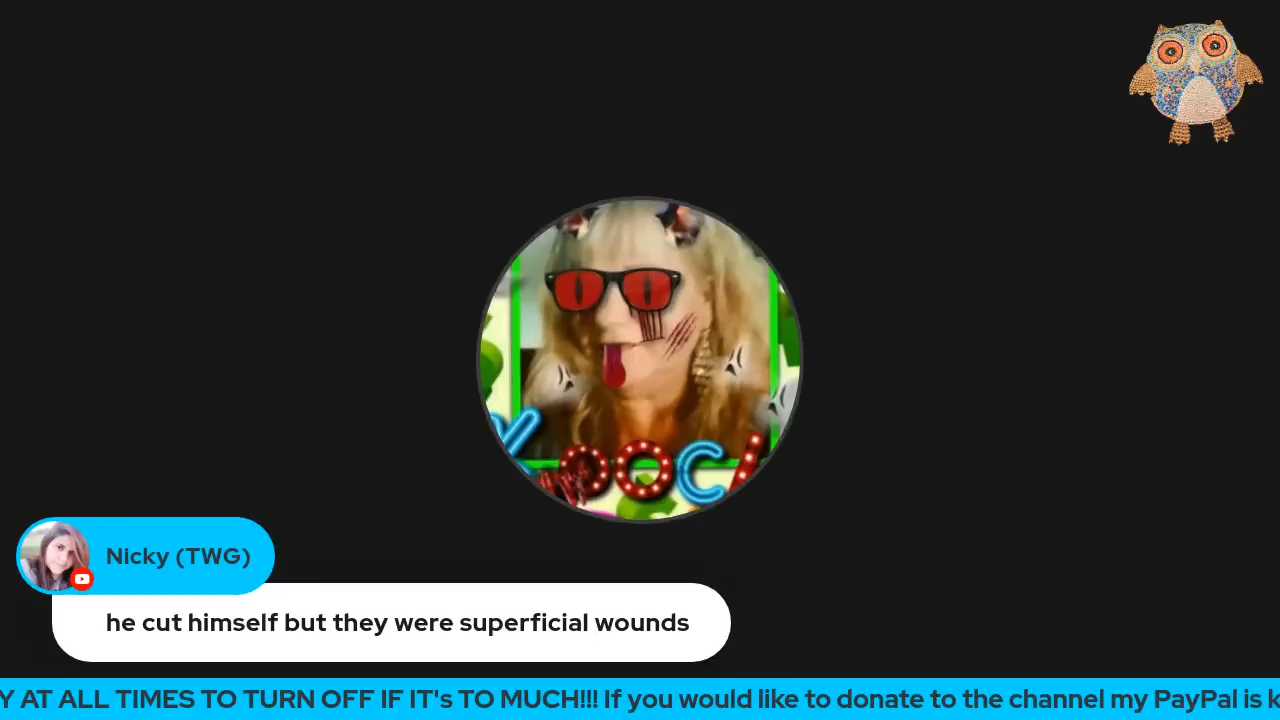 OOC
Nicky (TWG)
he cut himself but they were superficial wounds
Y AT ALL TIMES TO TURN OFF IF IT's TO MUCH!!! If you would like to donate to the channel my PayPal is k